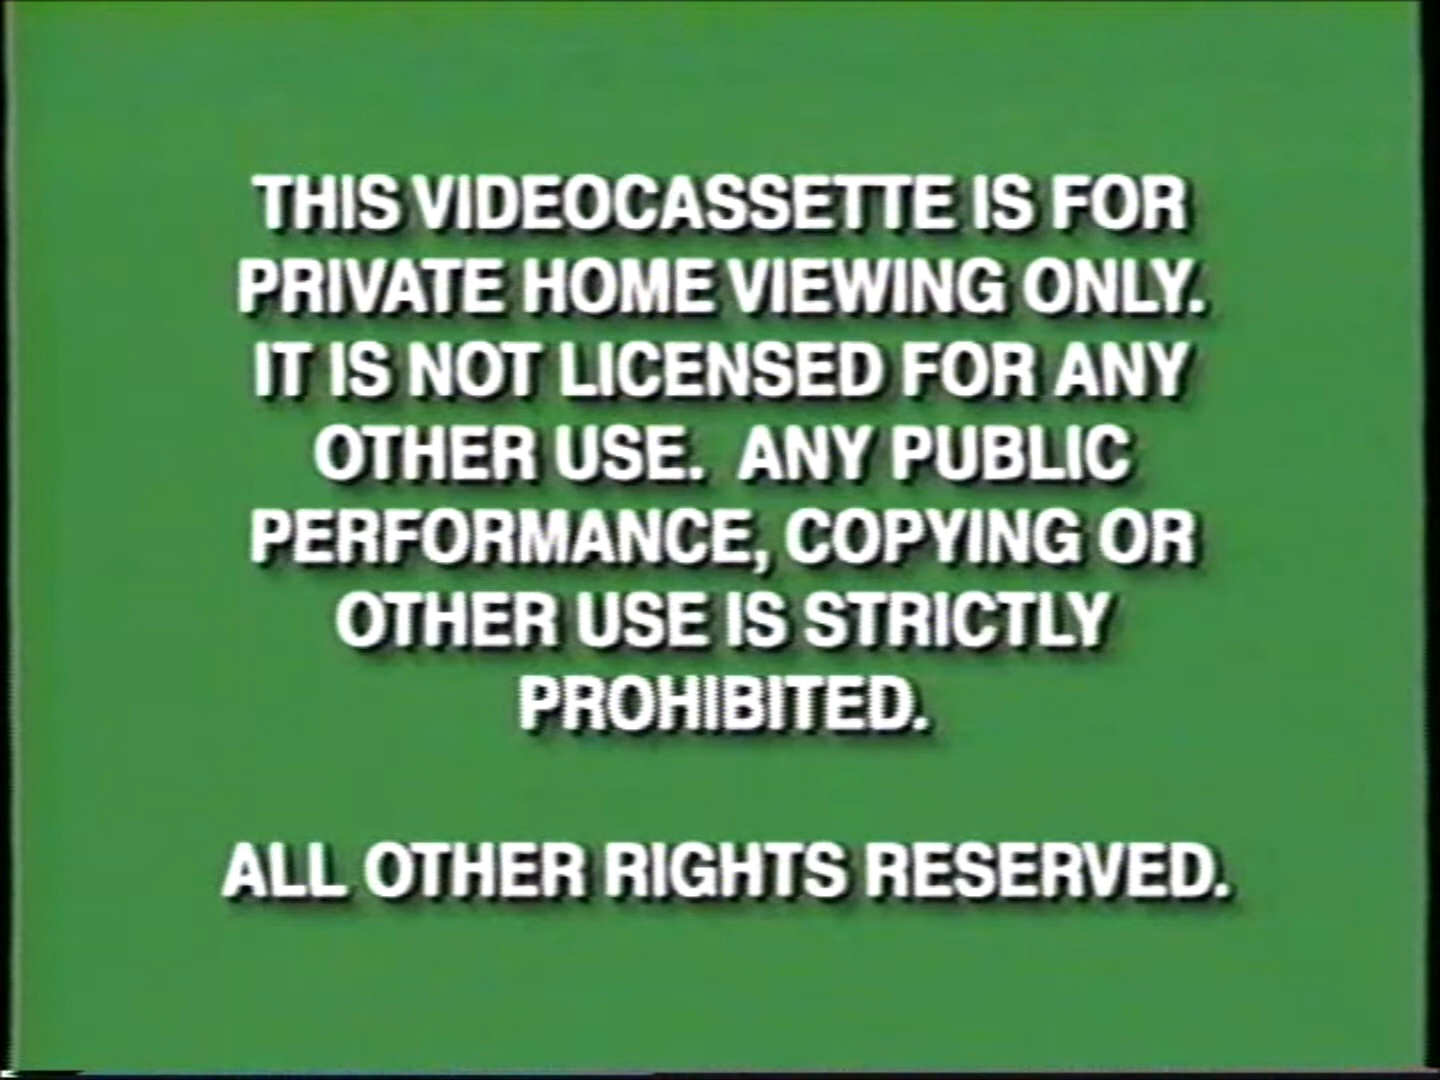 THIS VIDEOCASSETTE IS FOR
PRIVATE HOME VIEWING ONLY.
IT IS NOT LICENSED FOR ANY
OTHER USE.  ANY PUBLIC
PERFORMANCE, COPYING OR
OTHER USE IS STRICTLY
PROHIBITED.
ALL OTHER RIGHTS RESERVED.